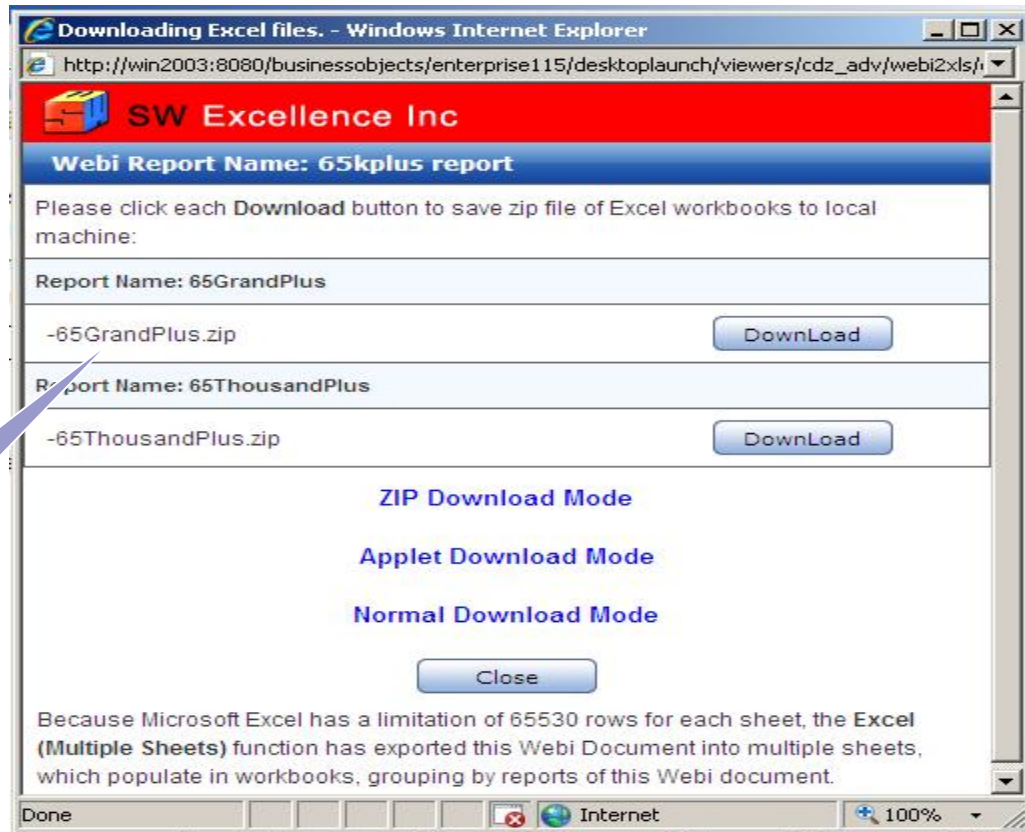 Downloading Excel files. - Windows Internet Explorer
http://win2003:8080/businessobjects/enterprise115/desktoplaunch/viewers/cdz_adv/webi2xls/
SW Excellence Inc
Webi Report Name: 65kplus report
Please click each Download button to save zip file of Excel workbooks to local
machine:
Report Name: 65GrandPlus
-65GrandPlus.zip DownLoad
Report Name: 65ThousandPlus
-65ThousandPlus.zip DownLoad
ZIP Download Mode
Applet Download Mode
Normal Download Mode
Close
Because Microsoft Excel has a limitation of 65530 rows for each sheet, the Excel
(Multiple Sheets) function has exported this Webi Document into multiple sheets,
which populate in workbooks, grouping by reports of this Webi document.
Done Internet 100%